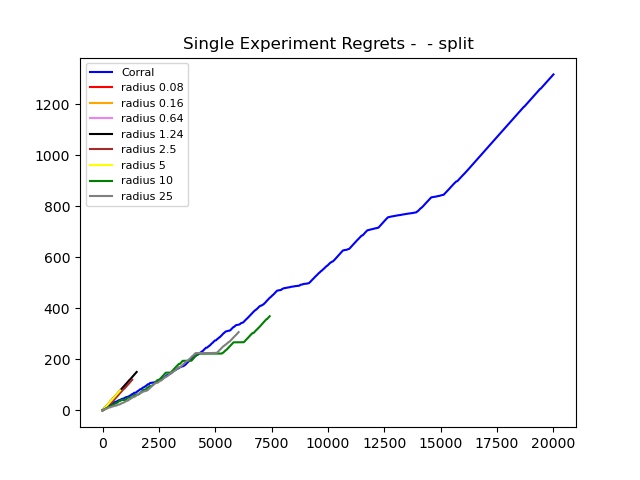 Single Experiment Regrets -  - split
Corral
radius 0.08
radius 0.16
radius 0.64
radius 1.24
radius 2.5
radius 5
radius 10
radius 25
1200
1000
800
600
400
200
0
0 2500 5000 7500 10000 12500 15000 17500 20000